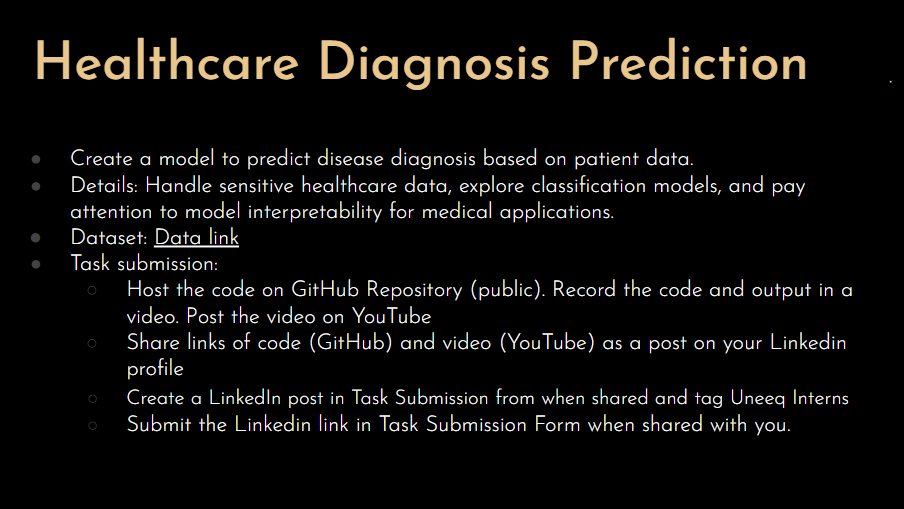 Healthcare Diagnosis Prediction
Create a model to predict disease diagnosis based on patient data.
Details: Handle sensitive healthcare data, explore classification models, and pay
attention to model interpretability for medical applications.
Dataset: Data link
Task submission:
Host the code on GitHub Repository (public). Record the code and output in a
video. Post the video on YouTube
Share links of code (GitHub) and video (YouTube) as a post on your Linkedin
profile
Create a LinkedIn post in Task Submission from when shared and tag Uneeq Interns
Submit the Linkedin link in Task Submission Form when shared with you.